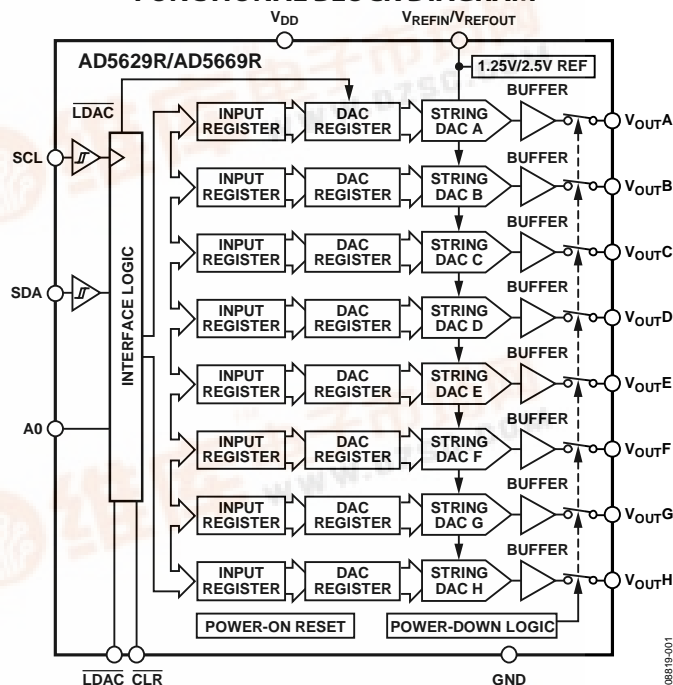 FUNCTIONAL BLOCK DIAGRAM
VDD
VREFIN/VREFOUT
AD5629R/AD5669R
1.25V/2.5V REF
LDAC
BUFFER
INPUT
REGISTER
DAC
REGISTER
STRING
DAC A
VOUTA
SCL
BUFFER
INPUT
REGISTER
DAC
REGISTER
STRING
DAC B
VOUTB
BUFFER
INPUT
REGISTER
DAC
REGISTER
STRING
DAC C
VOUTC
SDA
INTERFACE LOGIC
BUFFER
INPUT
REGISTER
DAC
REGISTER
STRING
DAC D
VOUTD
BUFFER
INPUT
REGISTER
DAC
REGISTER
STRING
DAC E
VOUTE
A0
BUFFER
INPUT
REGISTER
DAC
REGISTER
STRING
DAC F
VOUTF
BUFFER
INPUT
REGISTER
DAC
REGISTER
STRING
DAC G
VOUTG
BUFFER
INPUT
REGISTER
DAC
REGISTER
STRING
DAC H
VOUTH
POWER-ON RESET
POWER-DOWN LOGIC
LDAC
CLR
GND
08819-001